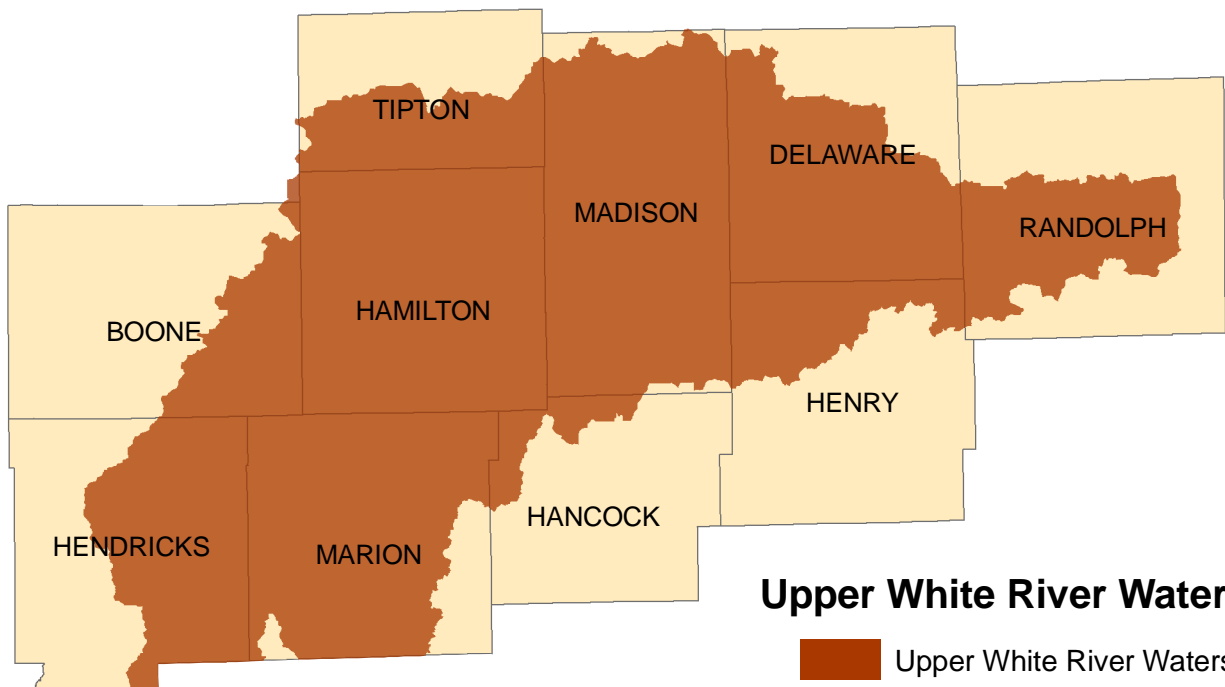 TIPTON
DELAWARE
MADISON
RANDOLPH
HAMILTON
BOONE
HENRY
HANCOCK
HENDRICKS
MARION
Upper White River Water
Upper White River Waters